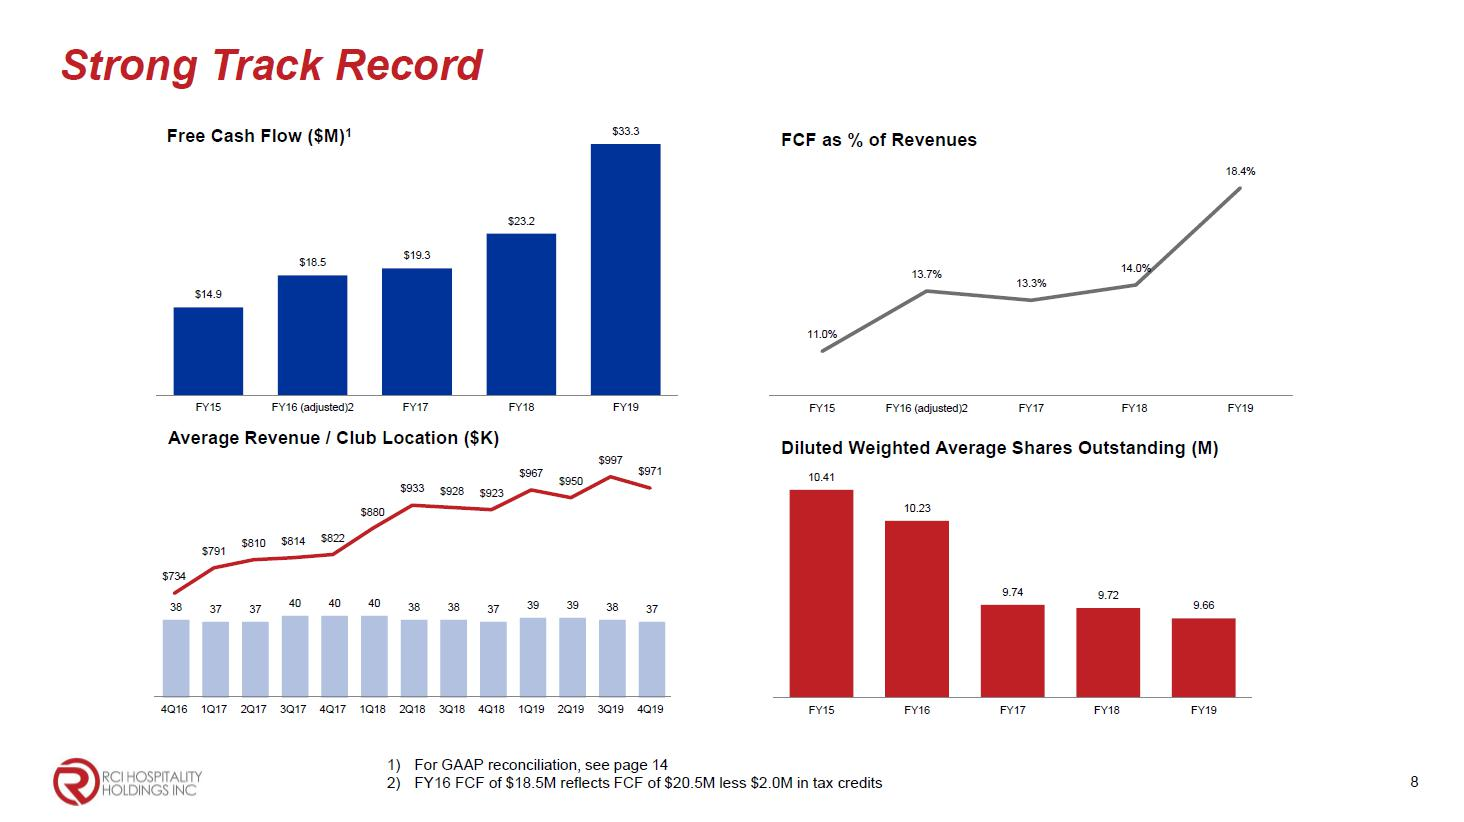 Strong Track Record
Free Cash Flow ($M)1
$14.9
$18.5
$19.3
$23.2
$33.3
FY15 FY16 (adjusted)2 FY17 FY18 FY19
FCF as % of Revenues
11.0%
13.7%
13.3%
14.0%
18.4%
FY15 FY16 (adjusted)2 FY17 FY18 FY19
Average Revenue / Club Location ($K)
$734 $791 $810 $814 $822 $880 $933 $928 $923 $967 $950 $997 $971
38 37 37 40 40 40 38 38 37 39 39 38 37
4Q16 1Q17 2Q17 3Q17 4Q17 1Q18 2Q18 3Q18 4Q18 1Q19 2Q19 3Q19 4Q19
Diluted Weighted Average Shares Outstanding (M)
10.41
10.23
9.74
9.72
9.66
FY15 FY16 FY17 FY18 FY19
RCI HOSPITALITY
HOLDINGS INC
1) For GAAP reconciliation, see page 14
2) FY16 FCF of $18.5M reflects FCF of $20.5M less $2.0M in tax credits
8